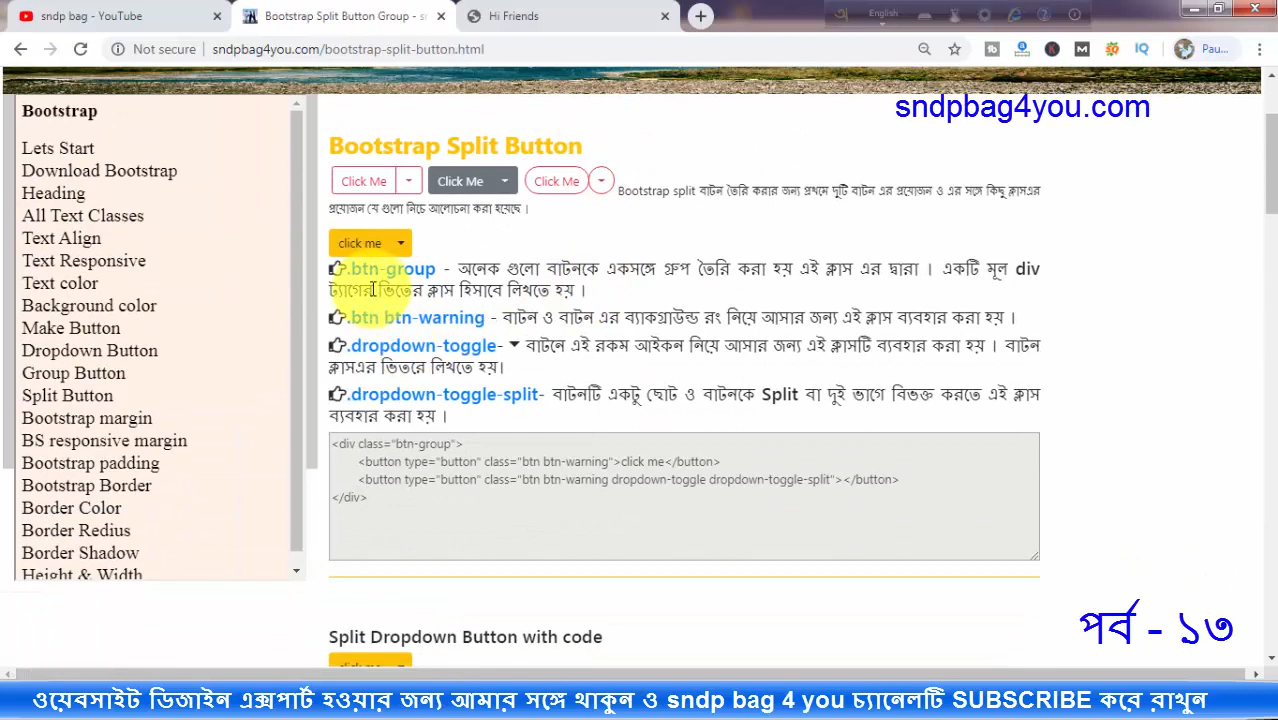 sndp bag - YouTube
Bootstrap Split Button Group - sn
Hi Friends
English
Not secure
sndpbag4you.com/bootstrap-split-button.html
Pau...
Bootstrap
Lets Start
Download Bootstrap
Heading
All Text Classes
Text Align
Text Responsive
Text color
Background color
Make Button
Dropdown Button
Group Button
Split Button
Bootstrap margin
BS responsive margin
Bootstrap padding
Bootstrap Border
Border Color
Border Redius
Border Shadow
Height & Width
sndpbag4you.com
Bootstrap Split Button
Click Me Click Me Click Me Bootstrap split বাটন তৈরি করার জন্য প্রথমে দুটি বাটন এর প্রয়োজন ও এর সঙ্গে কিছু ক্লাসএর
প্রয়োজন যে গুলো নিচে আলোচনা করা হয়েছে ।
click me
.btn-group - অনেক গুলো বাটনকে একসঙ্গে গ্রুপ তৈরি করা হয় এই ক্লাস এর দ্বারা । একটি মূল div
ট্যাগের ভিতের ক্লাস হিসাবে লিখতে হয় ।
.btn btn-warning - বাটন ও বাটন এর ব্যাকগ্রাউন্ড রং নিয়ে আসার জন্য এই ক্লাস ব্যবহার করা হয় ।
.dropdown-toggle- বাটনে এই রকম আইকন নিয়ে আসার জন্য এই ক্লাসটি ব্যবহার করা হয় । বাটন
ক্লাসএর ভিতরে লিখতে হয়।
.dropdown-toggle-split- বাটনটি একটু ছোট ও বাটনকে Split বা দুই ভাগে বিভক্ত করতে এই ক্লাস
ব্যবহার করা হয় ।
<div class="btn-group">
<button type="button" class="btn btn-warning">click me</button>
<button type="button" class="btn btn-warning dropdown-toggle dropdown-toggle-split"></button>
</div>
Split Dropdown Button with code
click me
পর্ব - ১৩
ওয়েবসাইট ডিজাইন এক্সপার্ট হওয়ার জন্য আমার সঙ্গে থাকুন ও sndp bag 4 you চ্যানেলটি SUBSCRIBE করে রাখুন